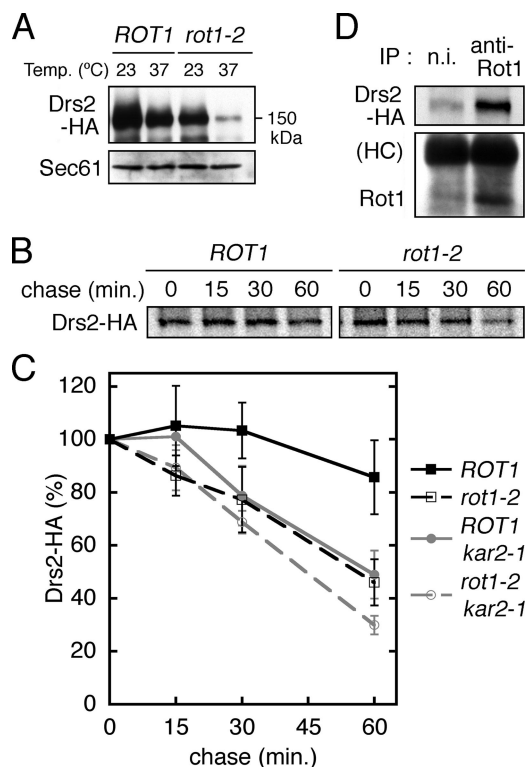 A
ROT1 rot1-2
Temp. (ºC) 23 37 23 37
Drs2
-HA
150
kDa
Sec61
D
IP : n.i. anti-
Rot1
Drs2
-HA
(HC)
Rot1
B
ROT1 rot1-2
chase (min.) 0 15 30 60 0 15 30 60
Drs2-HA
C
Drs2-HA (%)
120
100
80
60
40
20
0
0 15 30 45 60
chase (min.)
ROT1
rot1-2
ROT1
kar2-1
rot1-2
kar2-1